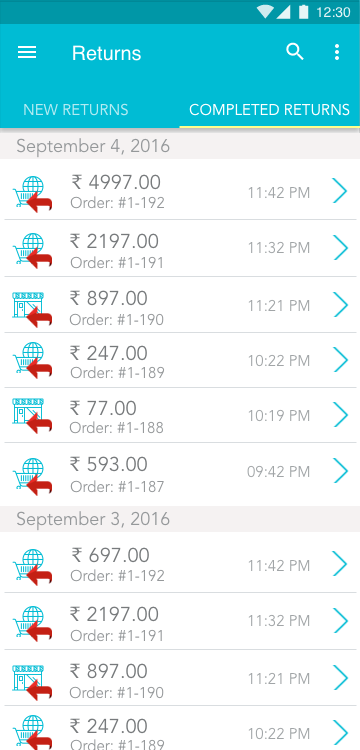 12:30
Returns
NEW RETURNS COMPLETED RETURNS
September 4, 2016
₹ 4997.00
Order: #1-192
11:42 PM
₹ 2197.00
Order: #1-191
11:32 PM
₹ 897.00
Order: #1-190
11:21 PM
₹ 247.00
Order: #1-189
10:22 PM
₹ 77.00
Order: #1-188
10:19 PM
₹ 593.00
Order: #1-187
09:42 PM
September 3, 2016
₹ 697.00
Order: #1-192
11:42 PM
₹ 2197.00
Order: #1-191
11:32 PM
₹ 897.00
Order: #1-190
11:21 PM
₹ 247.00
Order: #1-189
10:22 PM